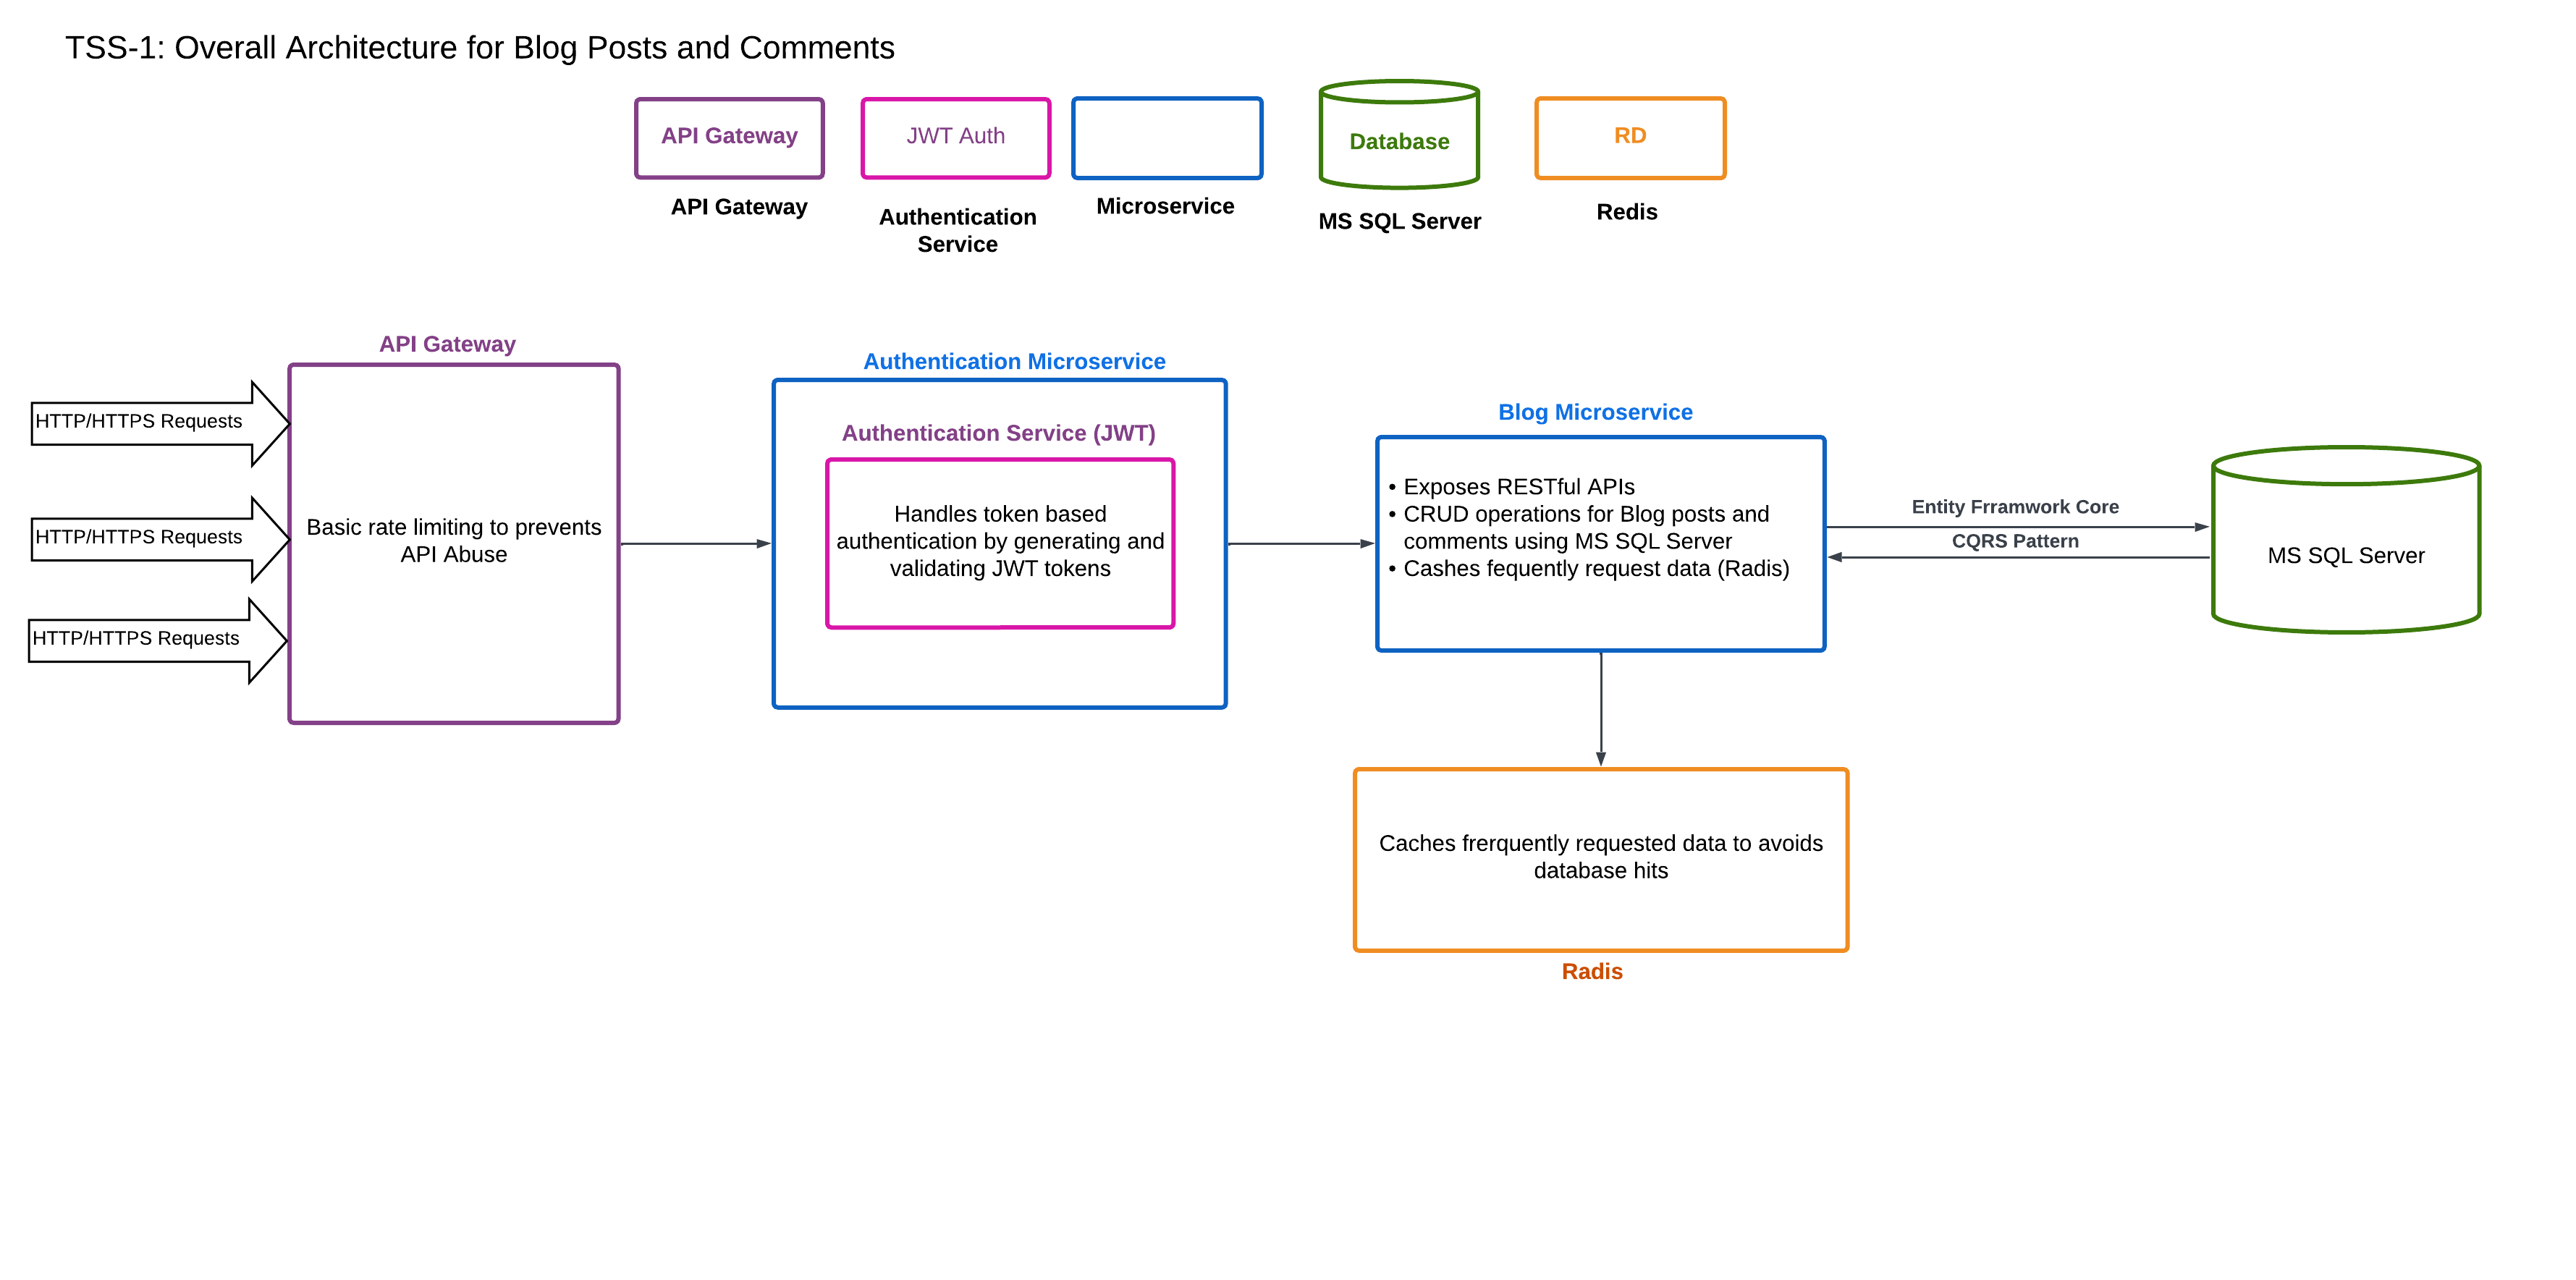 TSS-1: Overall Architecture for Blog Posts and Comments
API Gateway
JWT Auth
Database
RD
API Gateway
Authentication
Service
Microservice
MS SQL Server
Redis
API Gateway
HTTP/HTTPS Requests
HTTP/HTTPS Requests
HTTP/HTTPS Requests
Basic rate limiting to prevents
API Abuse
Authentication Microservice
Authentication Service (JWT)
Handles token based
authentication by generating and
validating JWT tokens
Blog Microservice
• Exposes RESTful APIs
• CRUD operations for Blog posts and
comments using MS SQL Server
• Cashes fequently request data (Radis)
Entity Frramwork Core
CQRS Pattern
MS SQL Server
Caches frerquently requested data to avoids
database hits
Radis